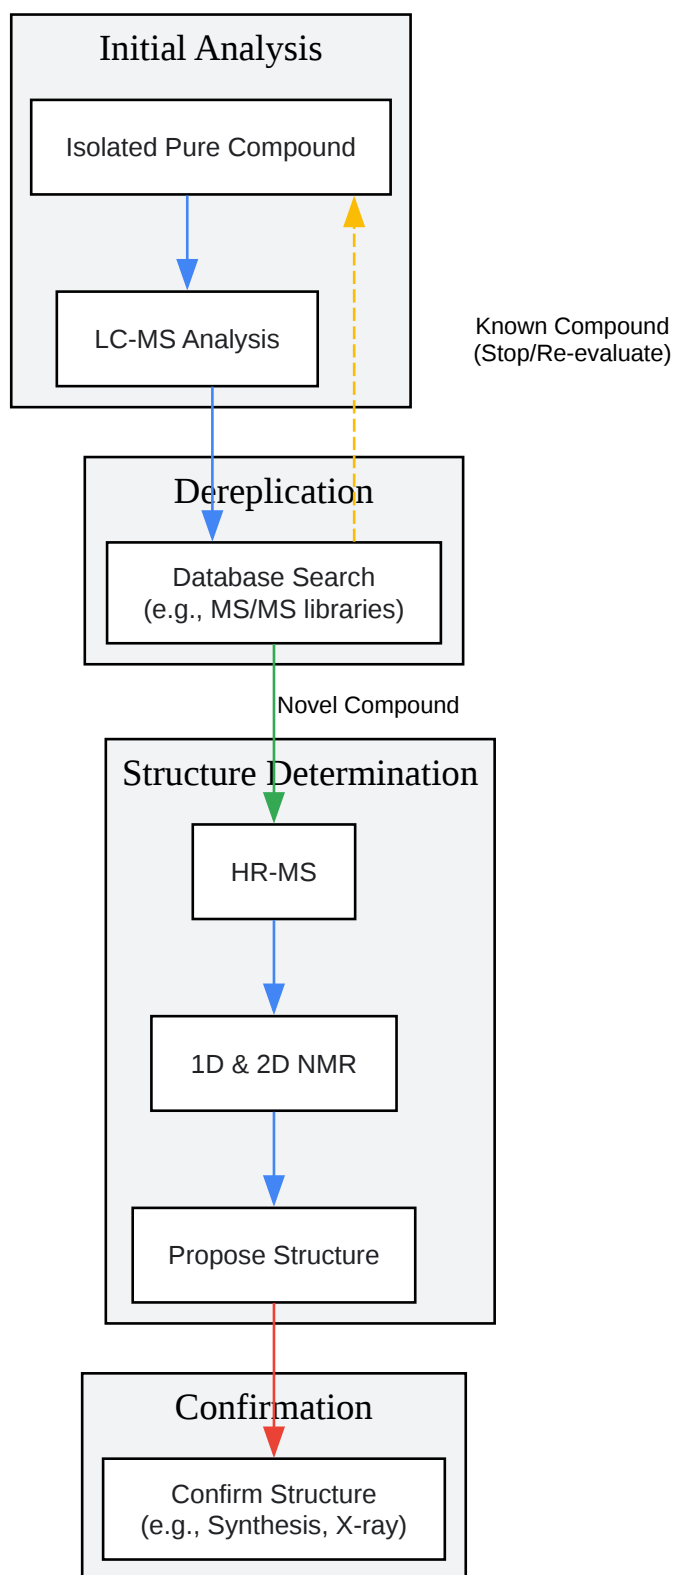 Initial Analysis
Isolated Pure Compound
LC-MS Analysis
Known Compound
(Stop/Re-evaluate)
Dereplication
Database Search
(e.g., MS/MS libraries)
Novel Compound
Structure Determination
HR-MS
1D & 2D NMR
Propose Structure
Confirmation
Confirm Structure
(e.g., Synthesis, X-ray)